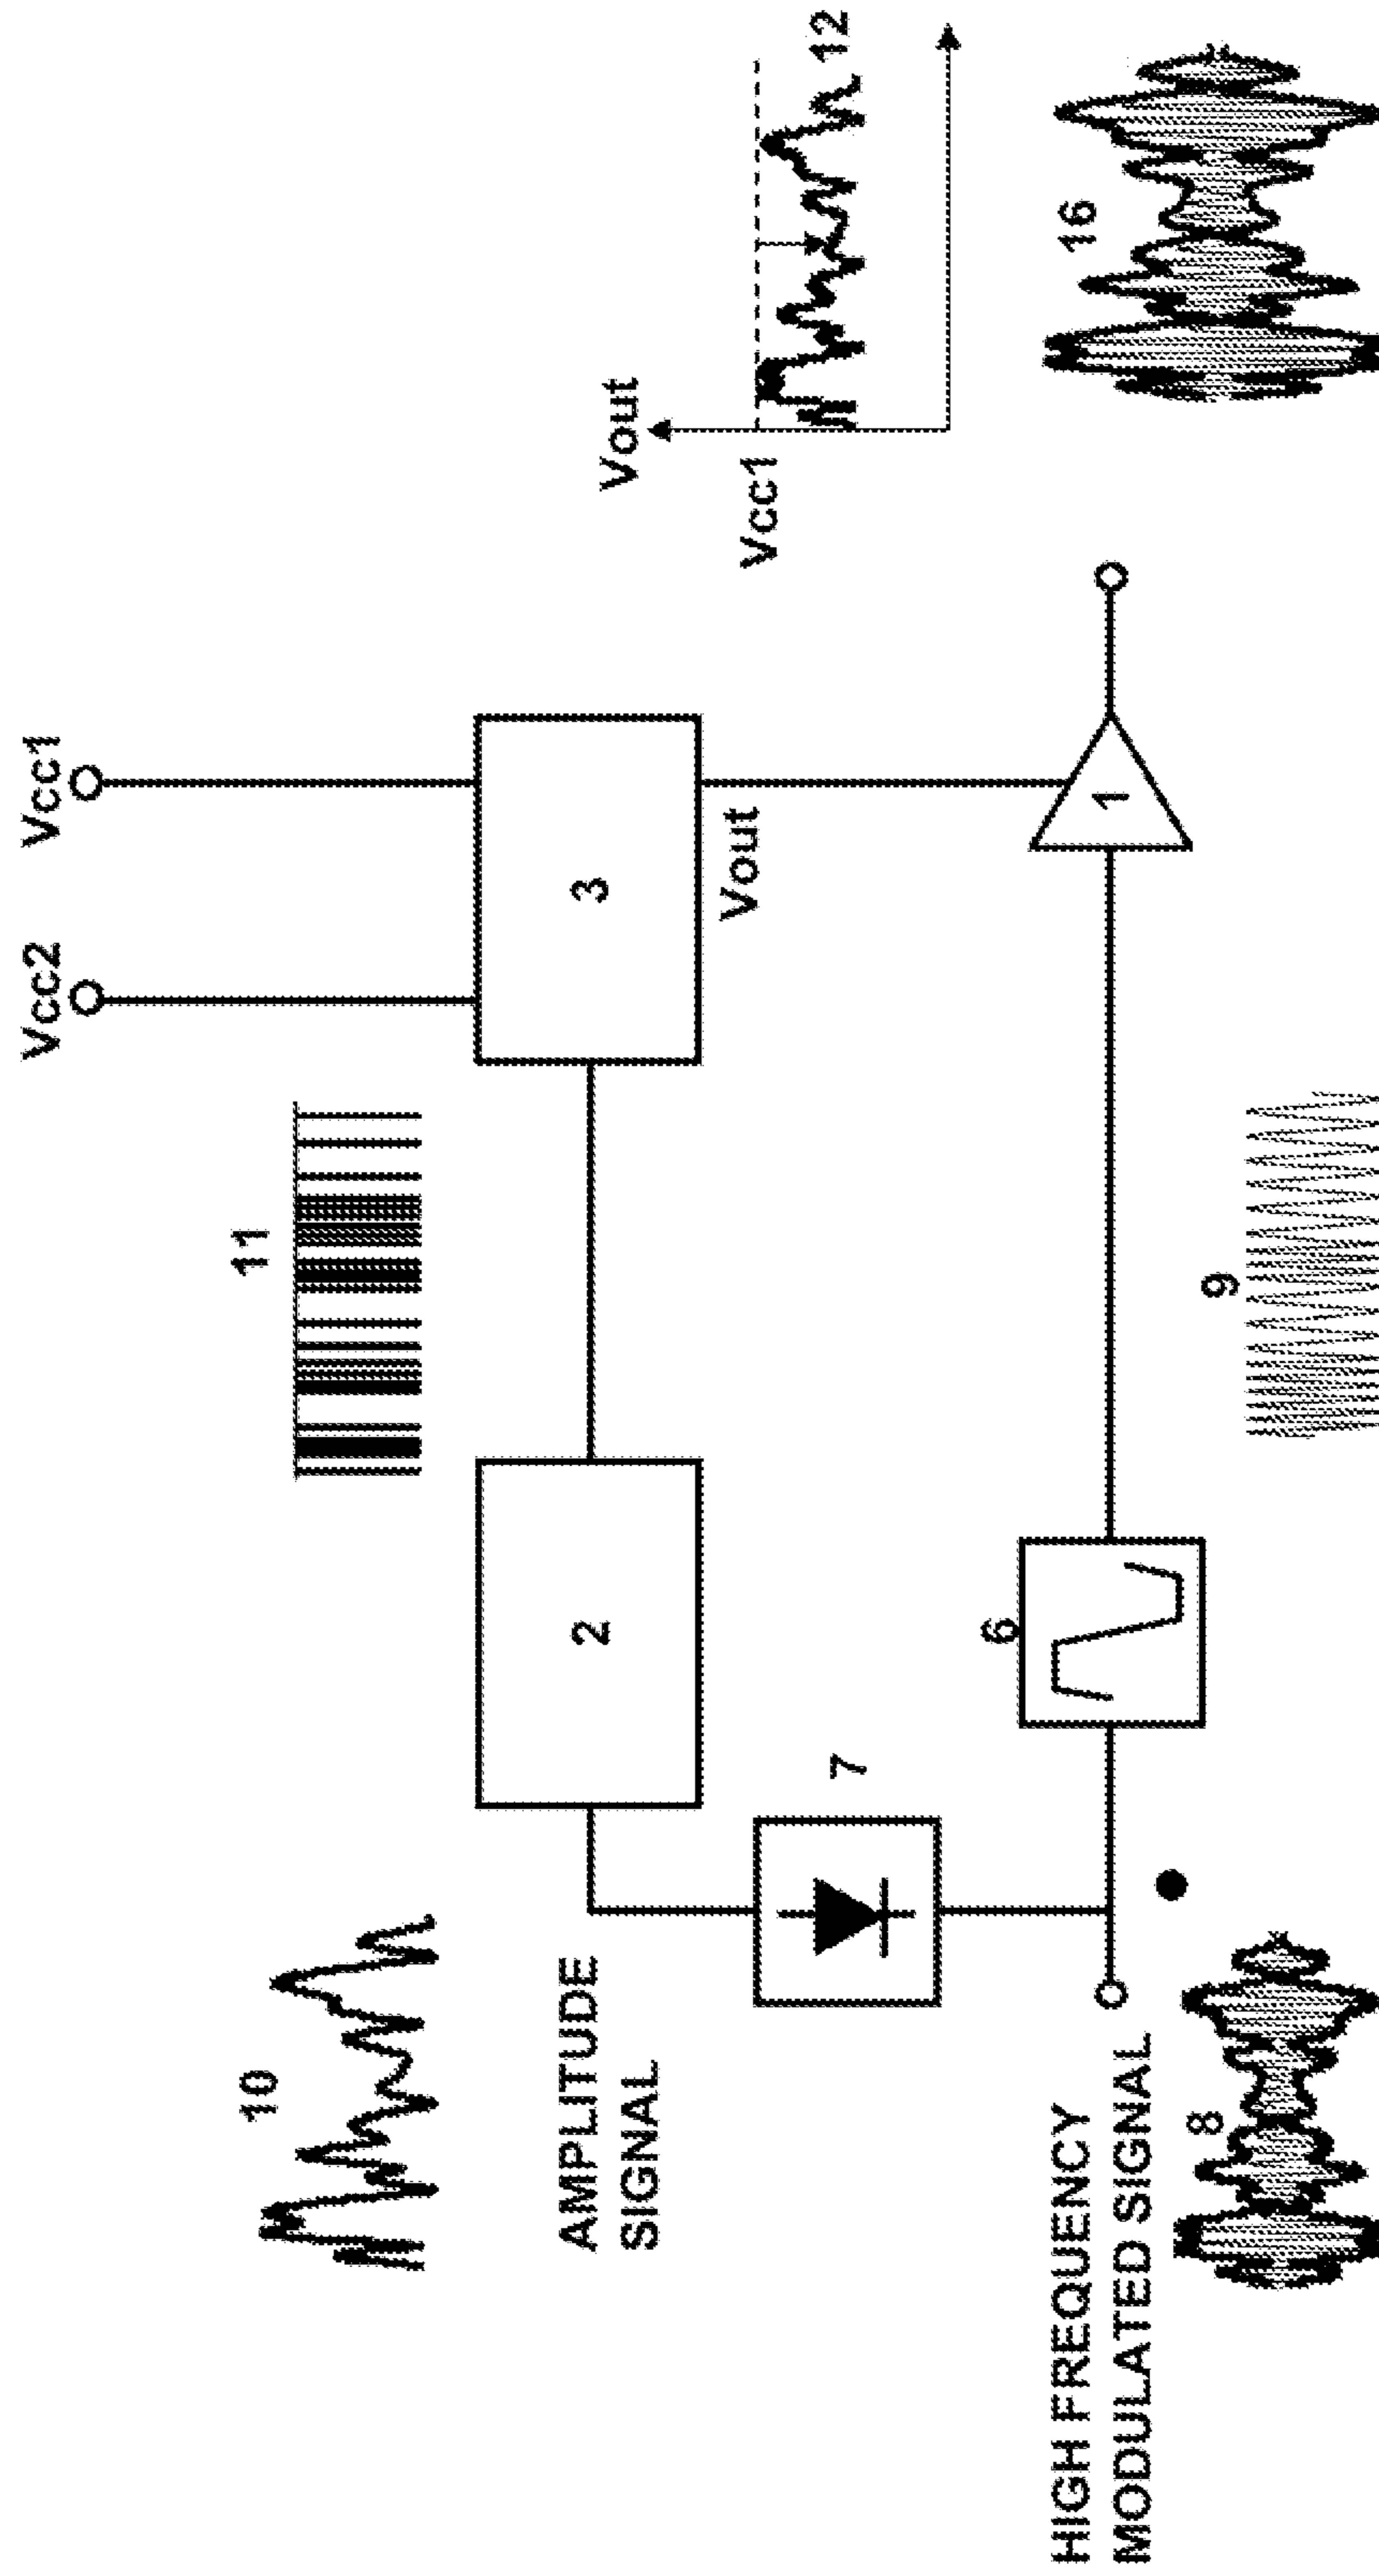 Vcc2
Vcc1
10
11
AMPLITUDE
SIGNAL
2
3
Vout
Vout
Vcc1
12
7
6
1
HIGH FREQUENCY
MODULATED SIGNAL
8
9
16